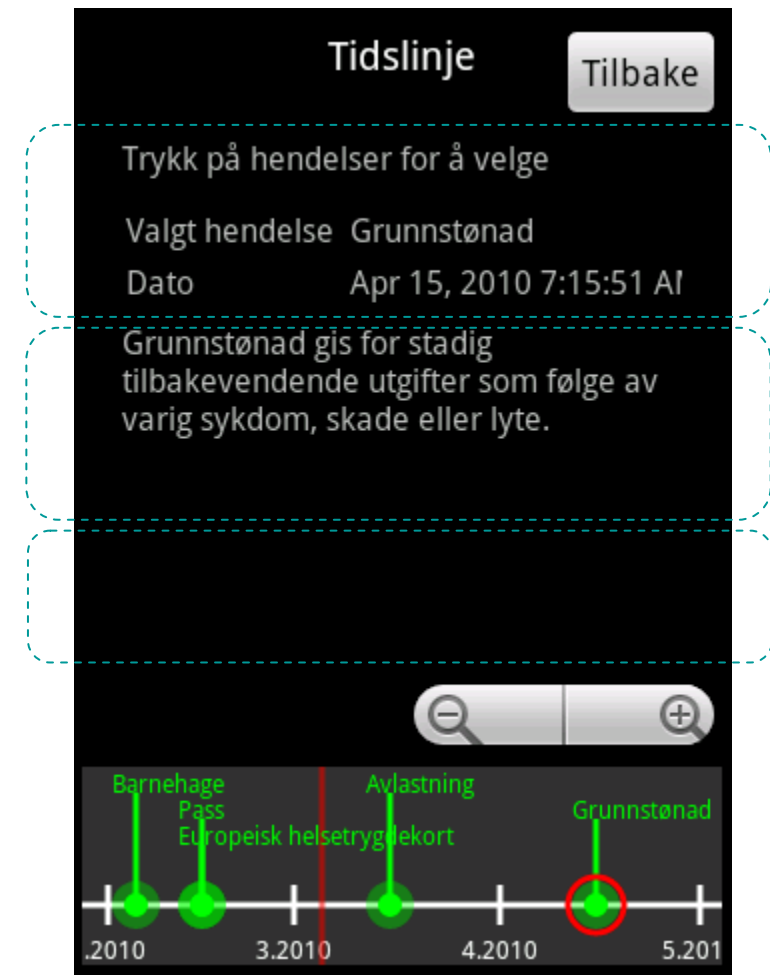 Tidslinje
Tilbake
Trykk på hendelser for å velge
Valgt hendelse Grunnstønad
Dato Apr 15, 2010 7:15:51 AM
Grunnstønad gis for stadig
tilbakevendende utgifter som følge av
varig sykdom, skade eller lyte.
Barnehage
Avlastning
Pass
Grunnstønad
Europeisk helsetrygdekort
.2010 3.2010 4.2010 5.201